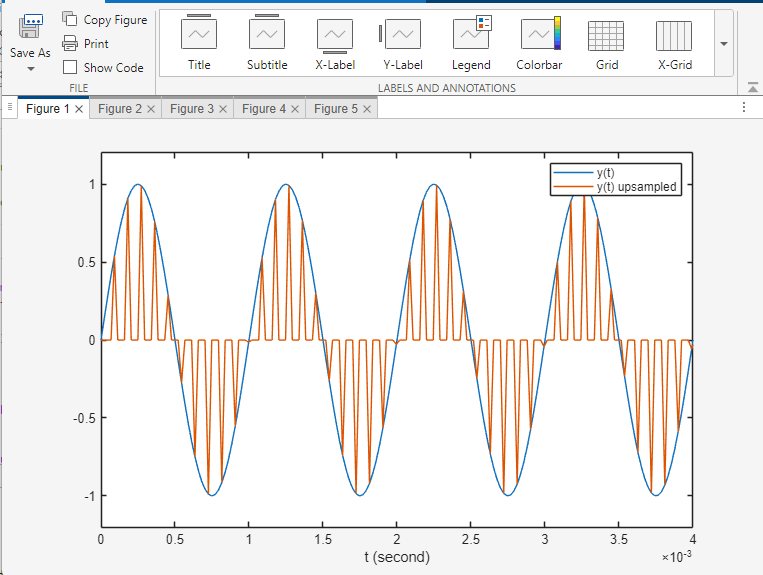 Save As
Copy Figure
Print
Show Code
FILE
Title
Subtitle
X-Label
Y-Label
Legend
Colorbar
Grid
X-Grid
LABELS AND ANNOTATIONS
Figure 1 × Figure 2 × Figure 3 × Figure 4 × Figure 5 ×
y(t)
y(t) upsampled
1
0.5
0
-0.5
-1
0 0.5 1 1.5 2 2.5 3 3.5 4
t (second)
×10-3